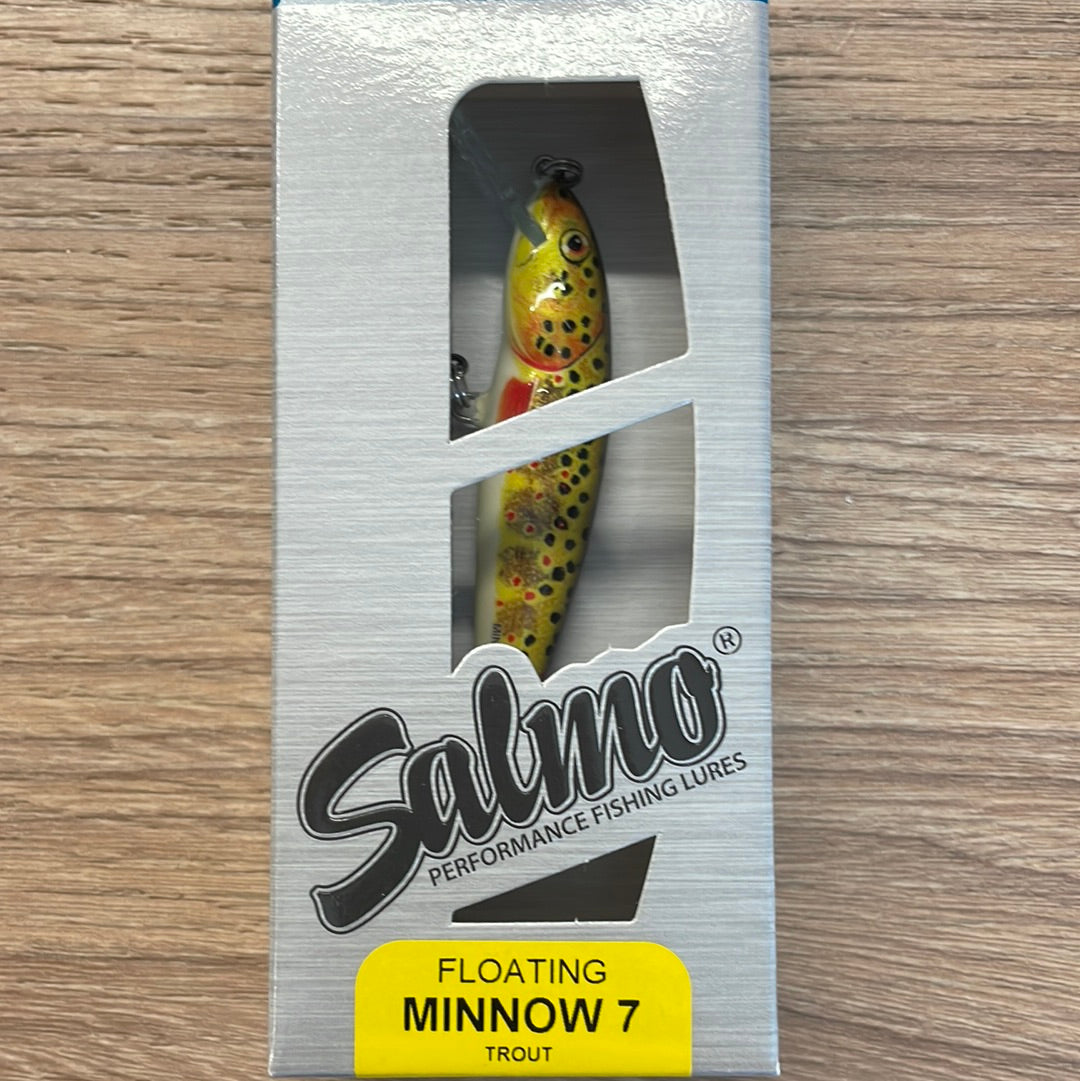 Salmo®
PERFORMANCE FISHING LURES
FLOATING
MINNOW 7
TROUT